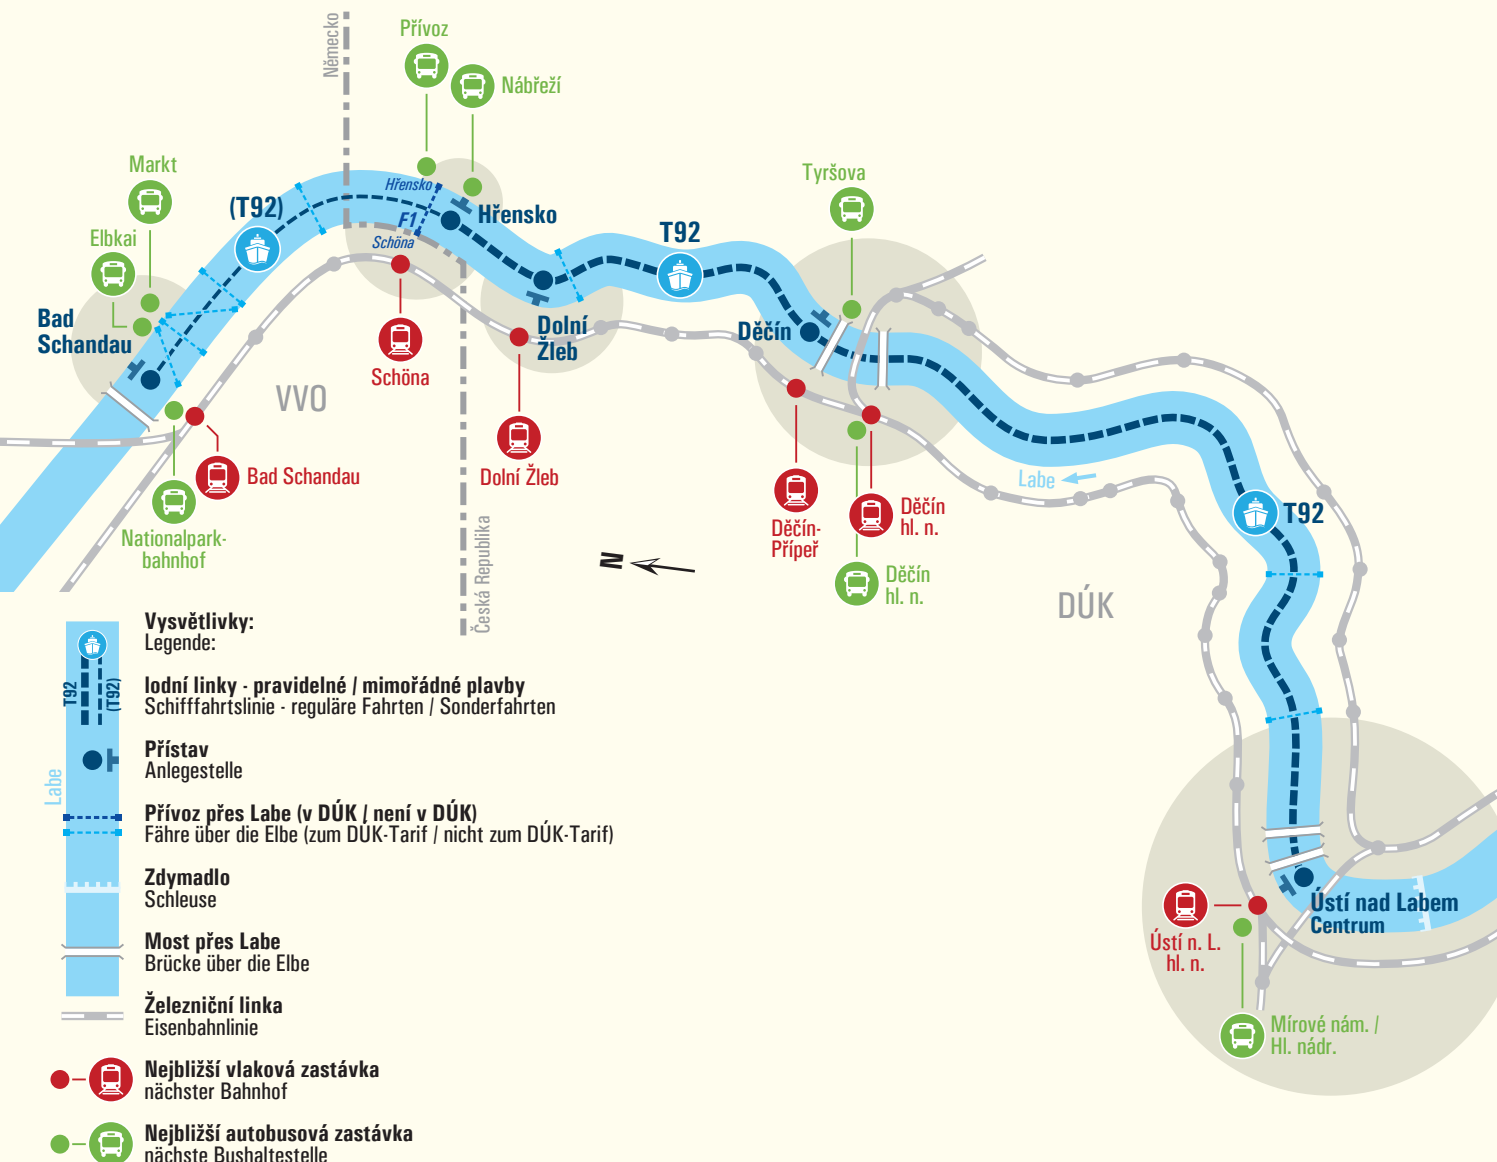 Německo
Přívoz
Nábřeží
Markt
Elbkai
(T92)
Hřensko
F1
Schöna
Hřensko
T92
Tyršova
Bad
Schandau
Dolní
Žleb
Děčín
VVO
Schöna
Bad Schandau
Nationalpark-
bahnhof
Dolní Žleb
Česká Republika
N
Děčín-
Přípeř
Děčín
hl. n.
Děčín
hl. n.
Labe
T92
DÚK
Ústí nad Labem
Centrum
Ústí n. L.
hl. n.
Mírové nám. /
Hl. nádr.
Vysvětlivky:
Legende:
T92
(T92)
lodní linky - pravidelné / mimořádné plavby
Schifffahrtslinie - reguläre Fahrten / Sonderfahrten
Přístav
Anlegestelle
Labe
Přívoz přes Labe (v DÚK / není v DÚK)
Fähre über die Elbe (zum DÚK-Tarif / nicht zum DÚK-Tarif)
Zdymadlo
Schleuse
Most přes Labe
Brücke über die Elbe
Železniční linka
Eisenbahnlinie
Nejbližší vlaková zastávka
nächster Bahnhof
Nejbližší autobusová zastávka
nächste Bushaltestelle